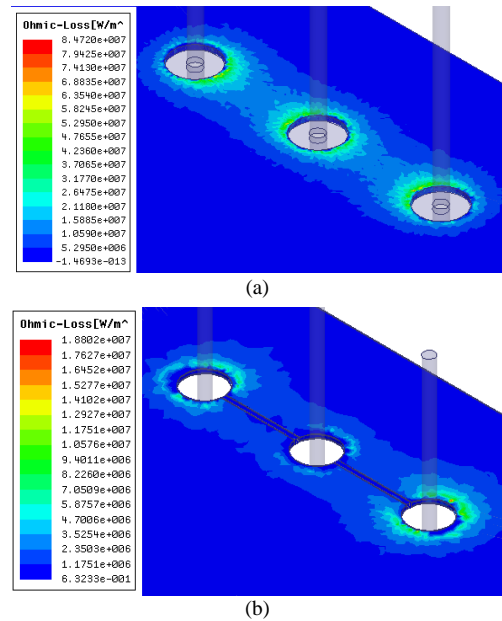 Ohmic-Loss[W/m^
8.4720e+007
7.9425e+007
7.4130e+007
6.8835e+007
6.3540e+007
5.8245e+007
5.2950e+007
4.7655e+007
4.2360e+007
3.7065e+007
3.1770e+007
2.6475e+007
2.1180e+007
1.5885e+007
1.0590e+007
5.2950e+006
-1.4693e-013
(a)
Ohmic-Loss[W/m^
1.8802e+007
1.7627e+007
1.6452e+007
1.5277e+007
1.4102e+007
1.2927e+007
1.1751e+007
1.0576e+007
9.4011e+006
8.2260e+006
7.0509e+006
5.8757e+006
4.7006e+006
3.5254e+006
2.3503e+006
1.1751e+006
6.3233e-001
(b)